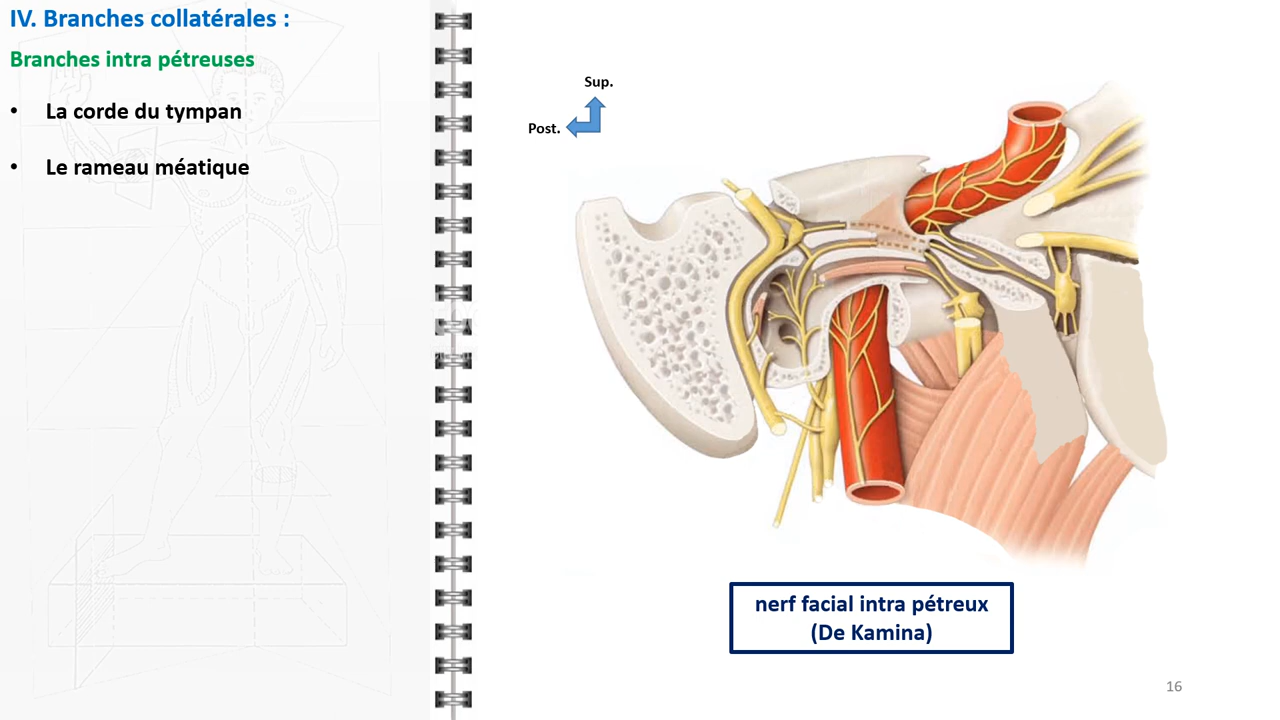 IV. Branches collatérales :
Branches intra pétreuses
• La corde du tympan
• Le rameau méatique
Sup.
Post.
nerf facial intra pétreux
(De Kamina)
16